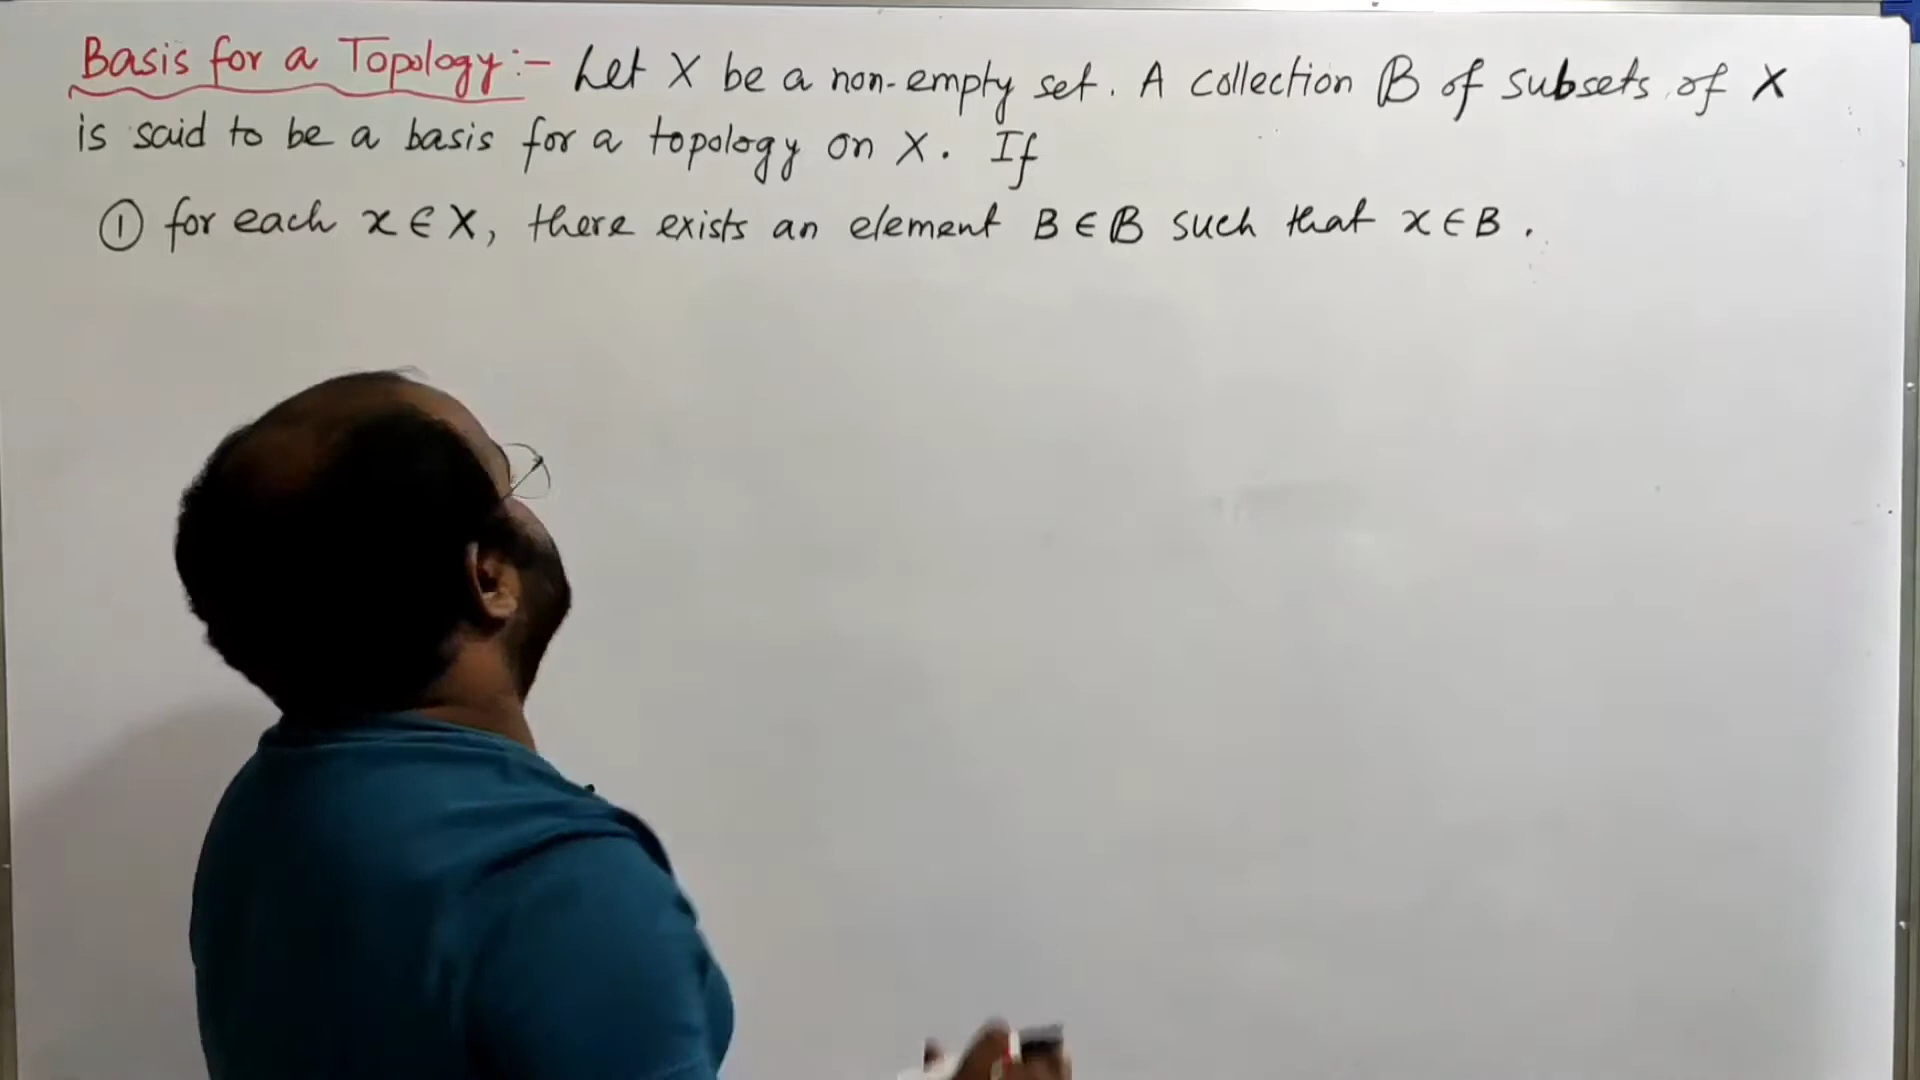 Basis for a Topology:- Let X be a non-empty set. A collection 𝔹 of subsets of X
is said to be a basis for a topology on X. If
① for each x ∈ X, there exists an element B ∈ 𝔹 such that x ∈ B.